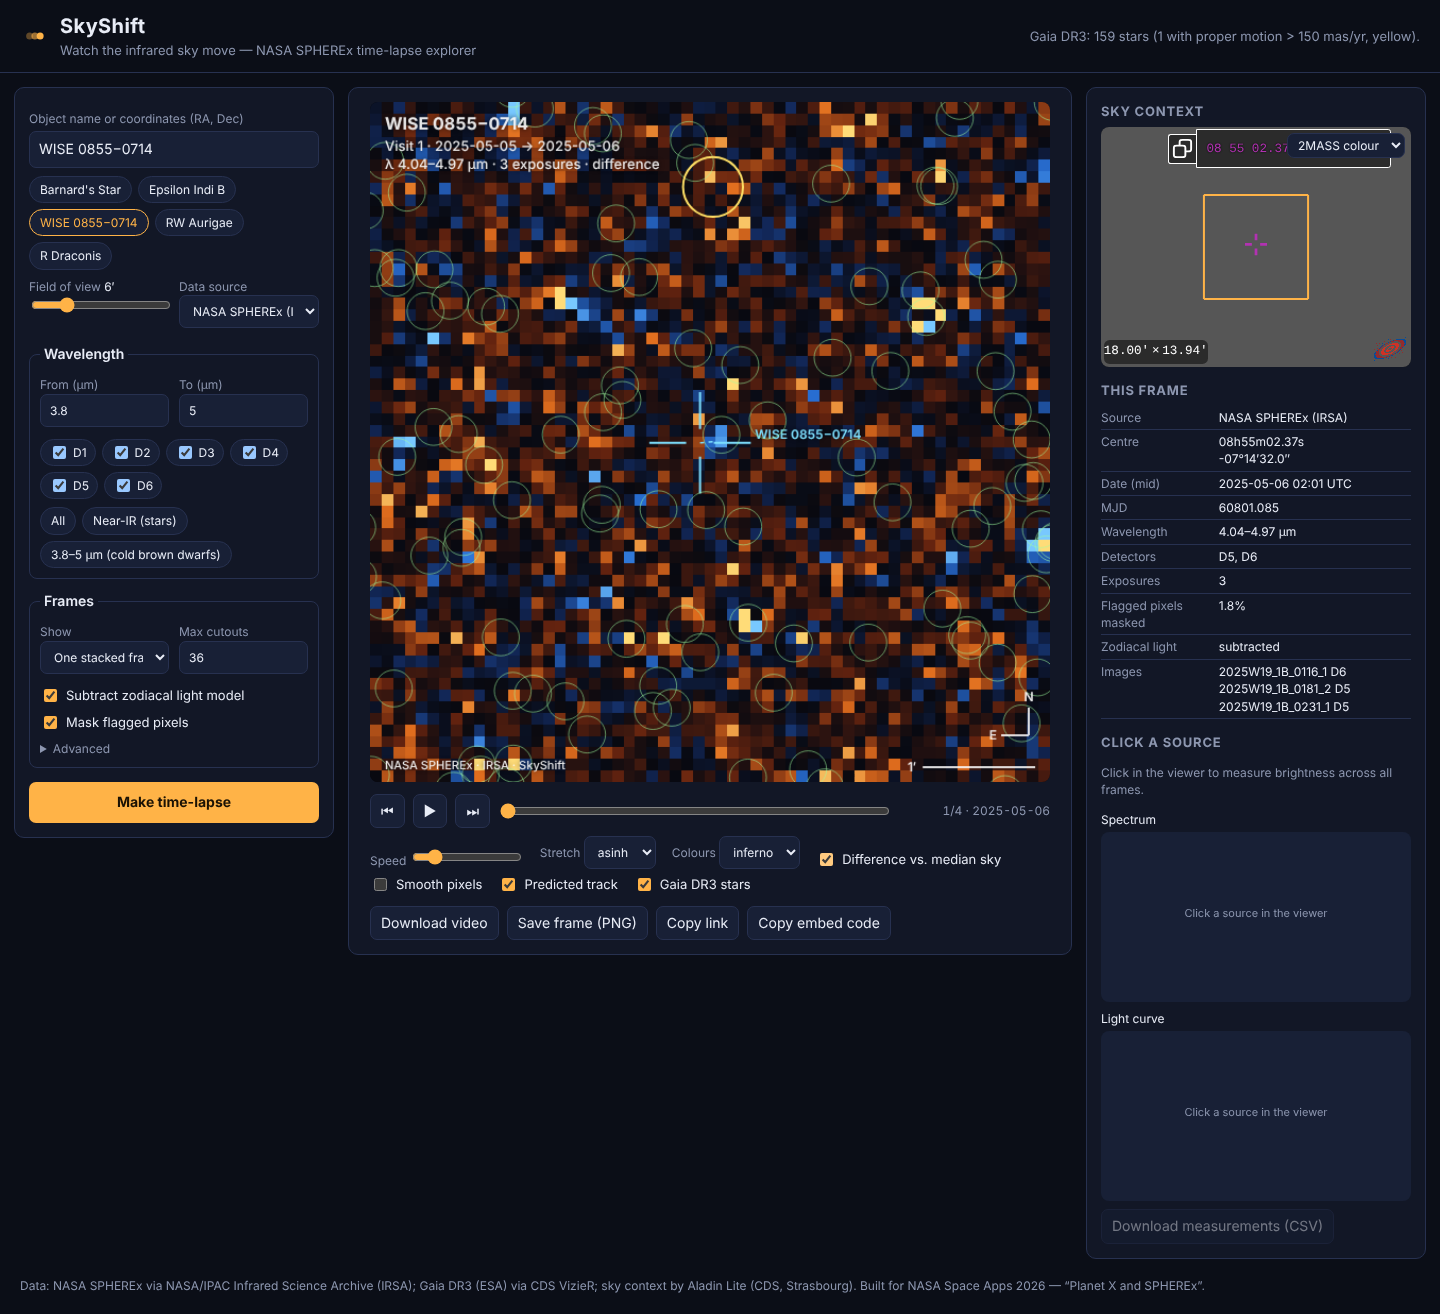 SkyShift
Watch the infrared sky move — NASA SPHEREx time-lapse explorer
Gaia DR3: 159 stars (1 with proper motion > 150 mas/yr, yellow).
Object name or coordinates (RA, Dec)
WISE 0855−0714
Barnard's Star
Epsilon Indi B
WISE 0855−0714
RW Aurigae
R Draconis
Field of view 6′
Data source
NASA SPHEREx (I
Wavelength
From (µm)
To (µm)
3.8
5
D1
D2
D3
D4
D5
D6
All
Near-IR (stars)
3.8–5 µm (cold brown dwarfs)
Frames
Show
Max cutouts
One stacked fra
36
Subtract zodiacal light model
Mask flagged pixels
Advanced
Make time-lapse
WISE 0855−0714
Visit 1 · 2025-05-05 → 2025-05-06
λ 4.04–4.97 µm · 3 exposures · difference
WISE 0855−0714
N
E
1′
NASA SPHEREx IRSA · SkyShift
1/4 · 2025-05-06
Speed
Stretch
asinh
Colours
inferno
Difference vs. median sky
Smooth pixels
Predicted track
Gaia DR3 stars
Download video
Save frame (PNG)
Copy link
Copy embed code
SKY CONTEXT
08 55 02.37
2MASS colour
18.00' × 13.94'
THIS FRAME
Source
NASA SPHEREx (IRSA)
Centre
08h55m02.37s
-07°14′32.0″
Date (mid)
2025-05-06 02:01 UTC
MJD
60801.085
Wavelength
4.04–4.97 µm
Detectors
D5, D6
Exposures
3
Flagged pixels
masked
1.8%
Zodiacal light
subtracted
Images
2025W19_1B_0116_1 D6
2025W19_1B_0181_2 D5
2025W19_1B_0231_1 D5
CLICK A SOURCE
Click in the viewer to measure brightness across all
frames.
Spectrum
Click a source in the viewer
Light curve
Click a source in the viewer
Download measurements (CSV)
Data: NASA SPHEREx via NASA/IPAC Infrared Science Archive (IRSA); Gaia DR3 (ESA) via CDS VizieR; sky context by Aladin Lite (CDS, Strasbourg). Built for NASA Space Apps 2026 — “Planet X and SPHEREx”.